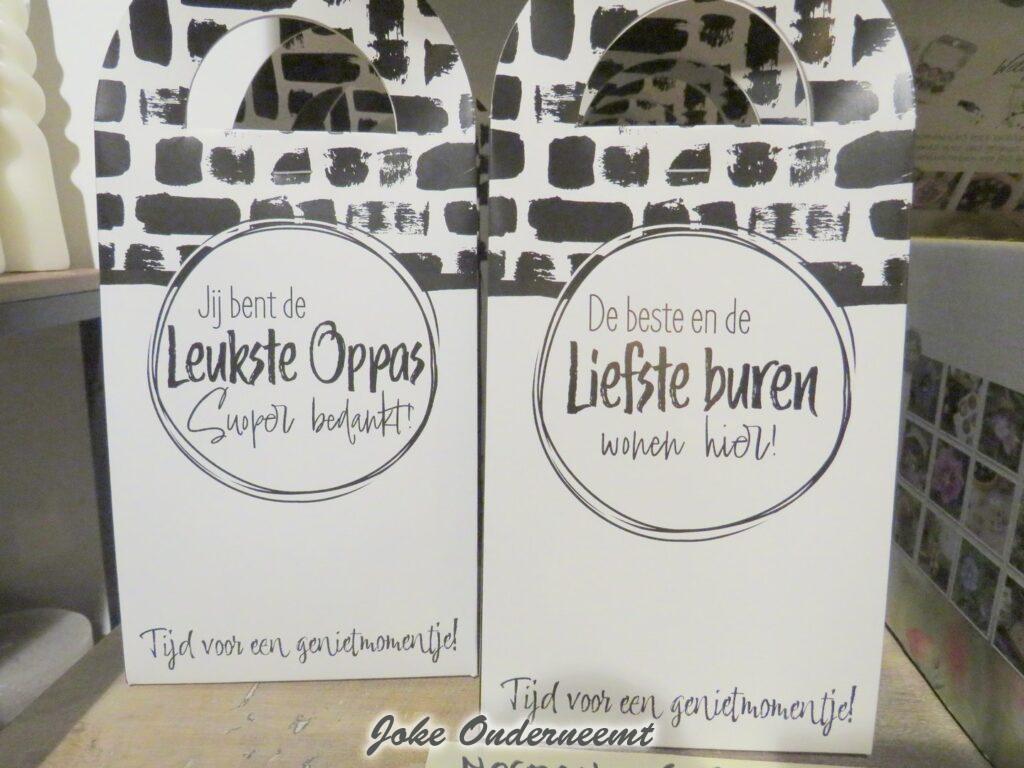 Jij bent de
Leukste Oppas
Super bedankt!
Tijd voor een genietmomentje!
De beste en de
Liefste buren
wonen hier!
Tijd voor een genietmomentje!
Joke Onderneemt